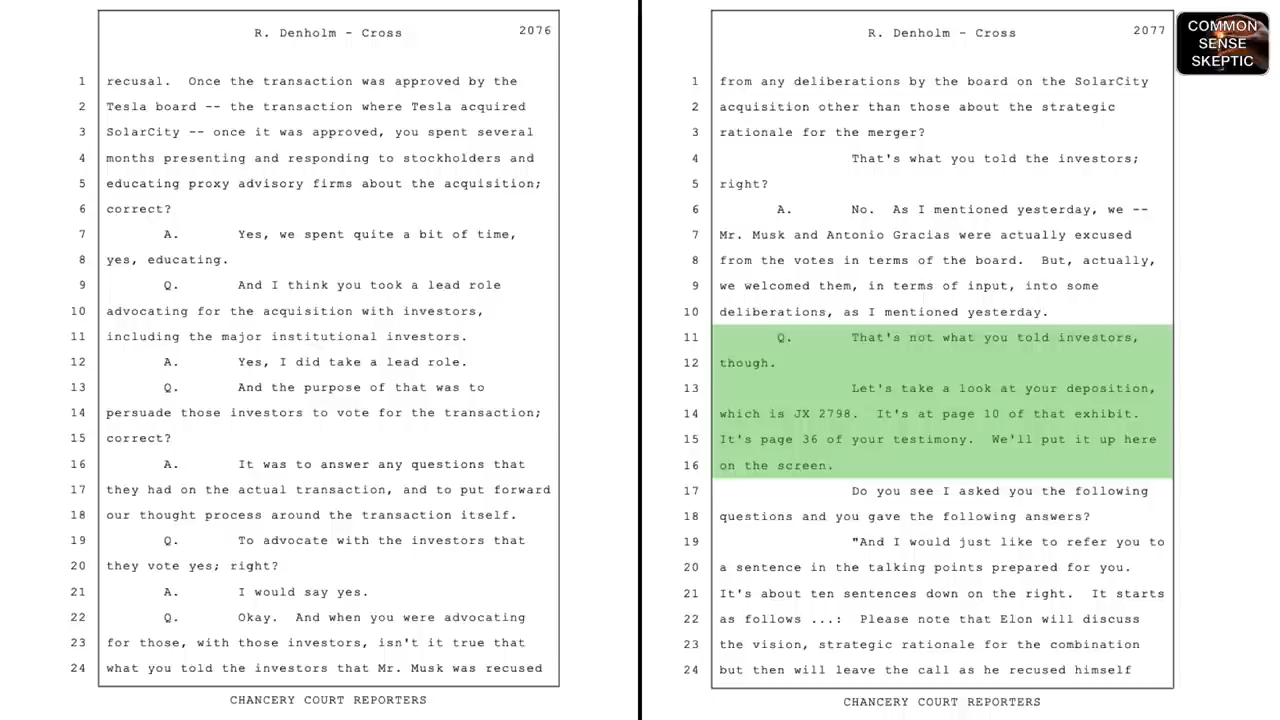 R. Denholm - Cross 2076
1 recusal. Once the transaction was approved by the
2 Tesla board -- the transaction where Tesla acquired
3 SolarCity -- once it was approved, you spent several
4 months presenting and responding to stockholders and
5 educating proxy advisory firms about the acquisition;
6 correct?
7 A. Yes, we spent quite a bit of time,
8 yes, educating.
9 Q. And I think you took a lead role
10 advocating for the acquisition with investors,
11 including the major institutional investors.
12 A. Yes, I did take a lead role.
13 Q. And the purpose of that was to
14 persuade those investors to vote for the transaction;
15 correct?
16 A. It was to answer any questions that
17 they had on the actual transaction, and to put forward
18 our thought process around the transaction itself.
19 Q. To advocate with the investors that
20 they vote yes; right?
21 A. I would say yes.
22 Q. Okay. And when you were advocating
23 for those, with those investors, isn't it true that
24 what you told the investors that Mr. Musk was recused
CHANCERY COURT REPORTERS
R. Denholm - Cross 2077
1 from any deliberations by the board on the SolarCity
2 acquisition other than those about the strategic
3 rationale for the merger?
4 That's what you told the investors;
5 right?
6 A. No. As I mentioned yesterday, we --
7 Mr. Musk and Antonio Gracias were actually excused
8 from the votes in terms of the board. But, actually,
9 we welcomed them, in terms of input, into some
10 deliberations, as I mentioned yesterday.
11 Q. That's not what you told investors,
12 though.
13 Let's take a look at your deposition,
14 which is JX 2798. It's at page 10 of that exhibit.
15 It's page 36 of your testimony. We'll put it up here
16 on the screen.
17 Do you see I asked you the following
18 questions and you gave the following answers?
19 "And I would just like to refer you to
20 a sentence in the talking points prepared for you.
21 It's about ten sentences down on the right. It starts
22 as follows ...: Please note that Elon will discuss
23 the vision, strategic rationale for the combination
24 but then will leave the call as he recused himself
CHANCERY COURT REPORTERS
COMMON
SENSE
SKEPTIC